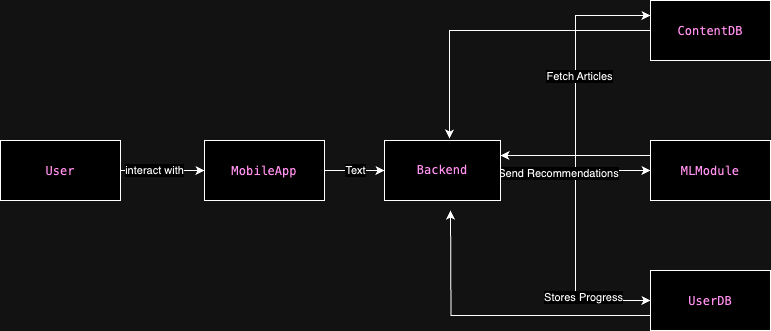 ContentDB
Fetch Articles
User
interact with
MobileApp
Text
Backend
Send Recommendations
MLModule
Stores Progress
UserDB